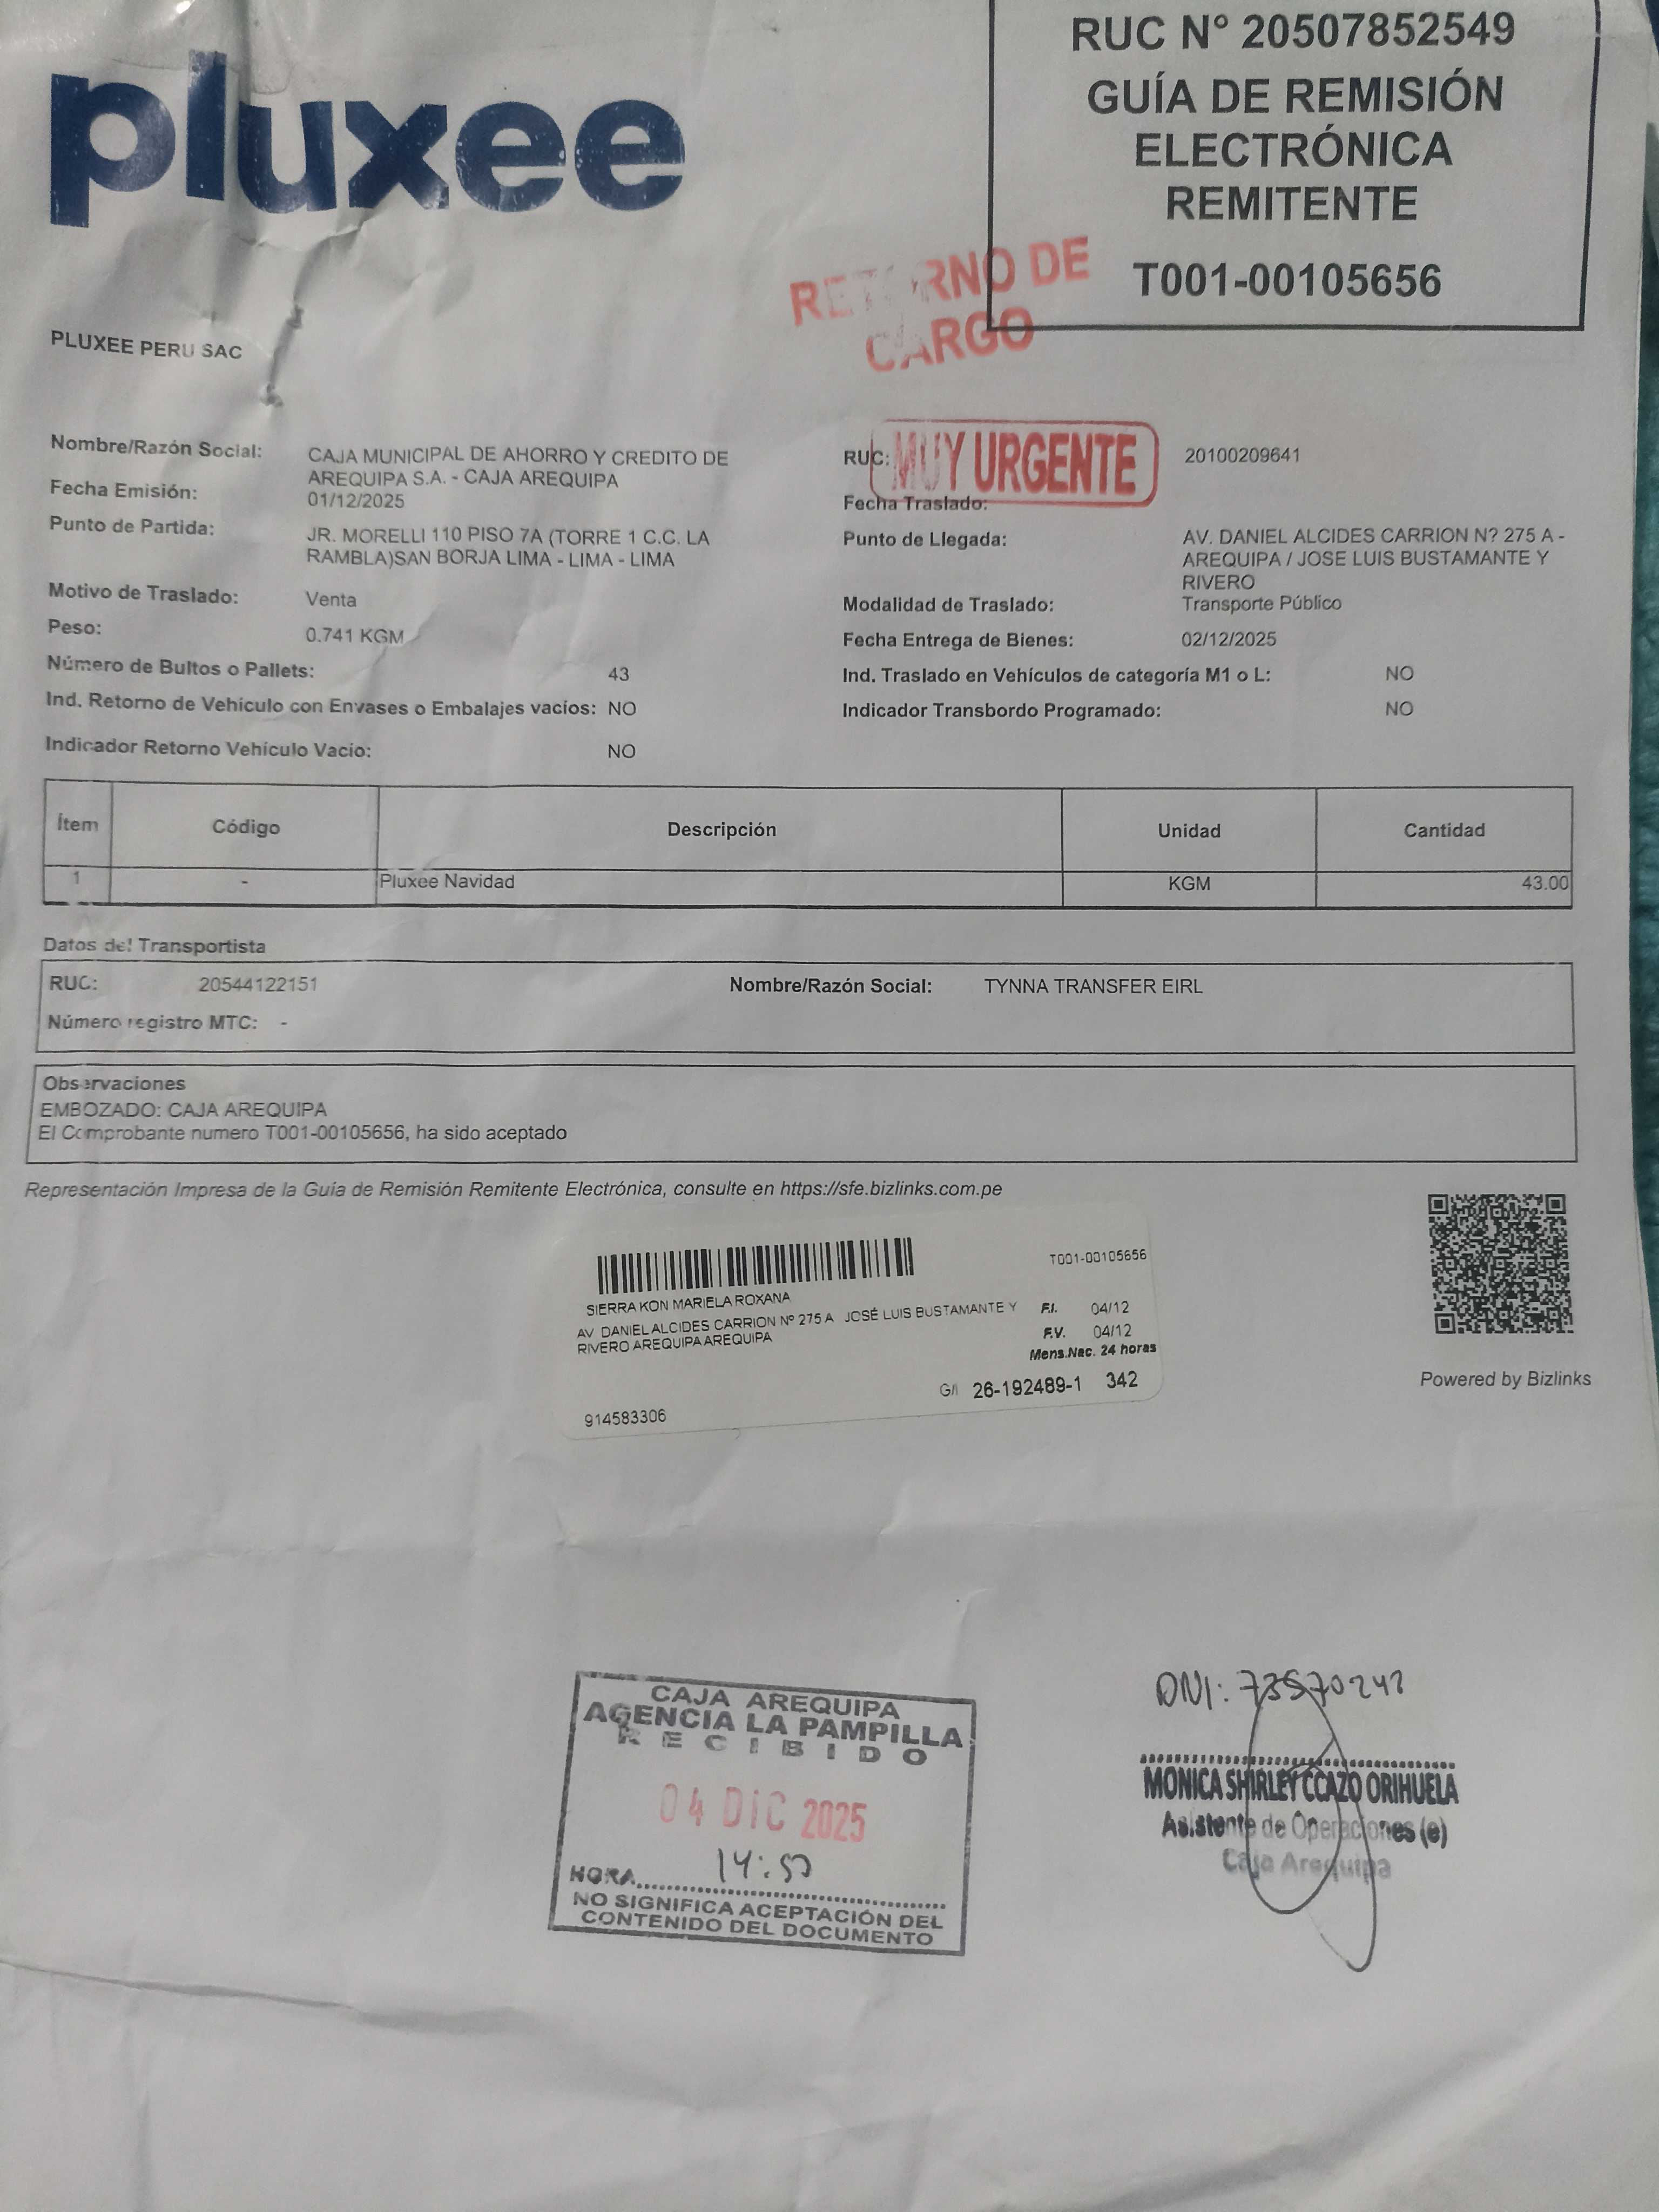 pluxee
RUC N° 20507852549
GUÍA DE REMISIÓN
ELECTRÓNICA
REMITENTE
T001-00105656
RETORNO DE
CARGO
PLUXEE PERU SAC
MUY URGENTE
Nombre/Razón Social: CAJA MUNICIPAL DE AHORRO Y CREDITO DE
AREQUIPA S.A. - CAJA AREQUIPA
RUC: 20100209641
Fecha Emisión: 01/12/2025
Fecha Traslado:
Punto de Partida: JR. MORELLI 110 PISO 7A (TORRE 1 C.C. LA
RAMBLA)SAN BORJA LIMA - LIMA - LIMA
Punto de Llegada: AV. DANIEL ALCIDES CARRION N? 275 A -
AREQUIPA / JOSE LUIS BUSTAMANTE Y
RIVERO
Motivo de Traslado: Venta
Modalidad de Traslado: Transporte Público
Peso: 0.741 KGM
Fecha Entrega de Bienes: 02/12/2025
Número de Bultos o Pallets: 43
Ind. Traslado en Vehículos de categoría M1 o L: NO
Ind. Retorno de Vehículo con Envases o Embalajes vacíos: NO
Indicador Transbordo Programado: NO
Indicador Retorno Vehículo Vacío: NO
Ítem Código Descripción Unidad Cantidad
1 - Pluxee Navidad KGM 43.00
Datos del Transportista
RUC: 20544122151 Nombre/Razón Social: TYNNA TRANSFER EIRL
Número registro MTC: -
Observaciones
EMBOZADO: CAJA AREQUIPA
El Comprobante numero T001-00105656, ha sido aceptado
Representación Impresa de la Guía de Remisión Remitente Electrónica, consulte en https://sfe.bizlinks.com.pe
T001-00105656
SIERRA KON MARIELA ROXANA
AV DANIEL ALCIDES CARRION Nº 275 A JOSÉ LUIS BUSTAMANTE Y
RIVERO AREQUIPA AREQUIPA
F.I. 04/12
F.V. 04/12
Mens.Nac. 24 horas
G/I 26-192489-1 342
914583306
Powered by Bizlinks
CAJA AREQUIPA
AGENCIA LA PAMPILLA
RECIBIDO
04 DIC 2025
HORA 14:50
NO SIGNIFICA ACEPTACIÓN DEL
CONTENIDO DEL DOCUMENTO
DNI: 73570242
MONICA SHIRLEY CCAZO ORIHUELA
Asistente de Operaciones (e)
Caja Arequipa